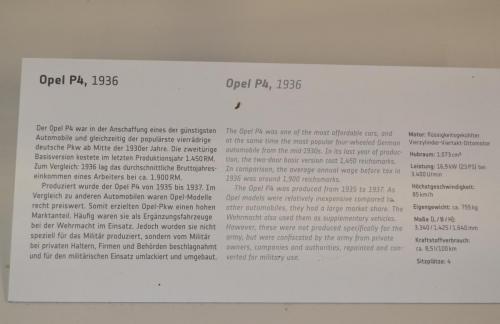 Opel P4, 1936
Der Opel P4 war in der Anschaffung eines der günstigsten
Automobile und gleichzeitig der populärste vierrädrige
deutsche Pkw ab Mitte der 1930er Jahre. Die zweitürige
Basisversion kostete im letzten Produktionsjahr 1.450 RM.
Zum Vergleich: 1936 lag das durchschnittliche Bruttojahres-
einkommen eines Arbeiters bei ca. 1.900 RM.
Produziert wurde der Opel P4 von 1935 bis 1937. Im
Vergleich zu anderen Automobilen waren Opel-Modelle
recht preiswert. Somit erzielten Opel-Pkw einen hohen
Marktanteil. Häufig waren sie als Ergänzungsfahrzeuge
bei der Wehrmacht im Einsatz. Jedoch wurden sie nicht
speziell für das Militär produziert, sondern vom Militär
bei privaten Haltern, Firmen und Behörden beschlagnahmt
und für den militärischen Einsatz umlackiert und umgebaut.
Opel P4, 1936
The Opel P4 was one of the most affordable cars, and
at the same time the most popular four-wheeled German
automobile from the mid-1930s. In its last year of produc-
tion, the two-door basic version cost 1,450 reichsmarks.
In comparison, the average annual wage before tax in
1936 was around 1,900 reichsmarks.
The Opel P4 was produced from 1935 to 1937. As
Opel models were relatively inexpensive compared to
other automobiles, they had a large market share. The
Wehrmacht also used them as supplementary vehicles.
However, these were not produced specifically for the
army, but were confiscated by the army from private
owners, companies and authorities, repainted and con-
verted for military use.
Motor: flüssigkeitsgekühlter
Vierzylinder-Viertakt-Ottomotor
Hubraum: 1.073 cm³
Leistung: 16,9 kW (23 PS) bei
3.400 U/min
Höchstgeschwindigkeit:
85 km/h
Eigengewicht: ca. 755 kg
Maße (L / B / H):
3.340 / 1.425 / 1.640 mm
Kraftstoffverbrauch:
ca. 8,5 l/100 km
Sitzplätze: 4